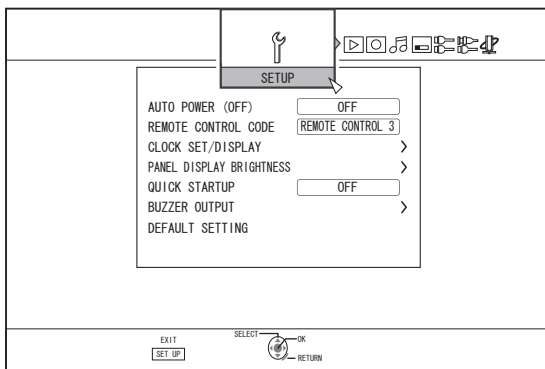 SETUP
AUTO POWER (OFF) OFF
REMOTE CONTROL CODE REMOTE CONTROL 3
CLOCK SET/DISPLAY
PANEL DISPLAY BRIGHTNESS
QUICK STARTUP OFF
BUZZER OUTPUT
DEFAULT SETTING
EXIT
SET UP
SELECT
OK
RETURN